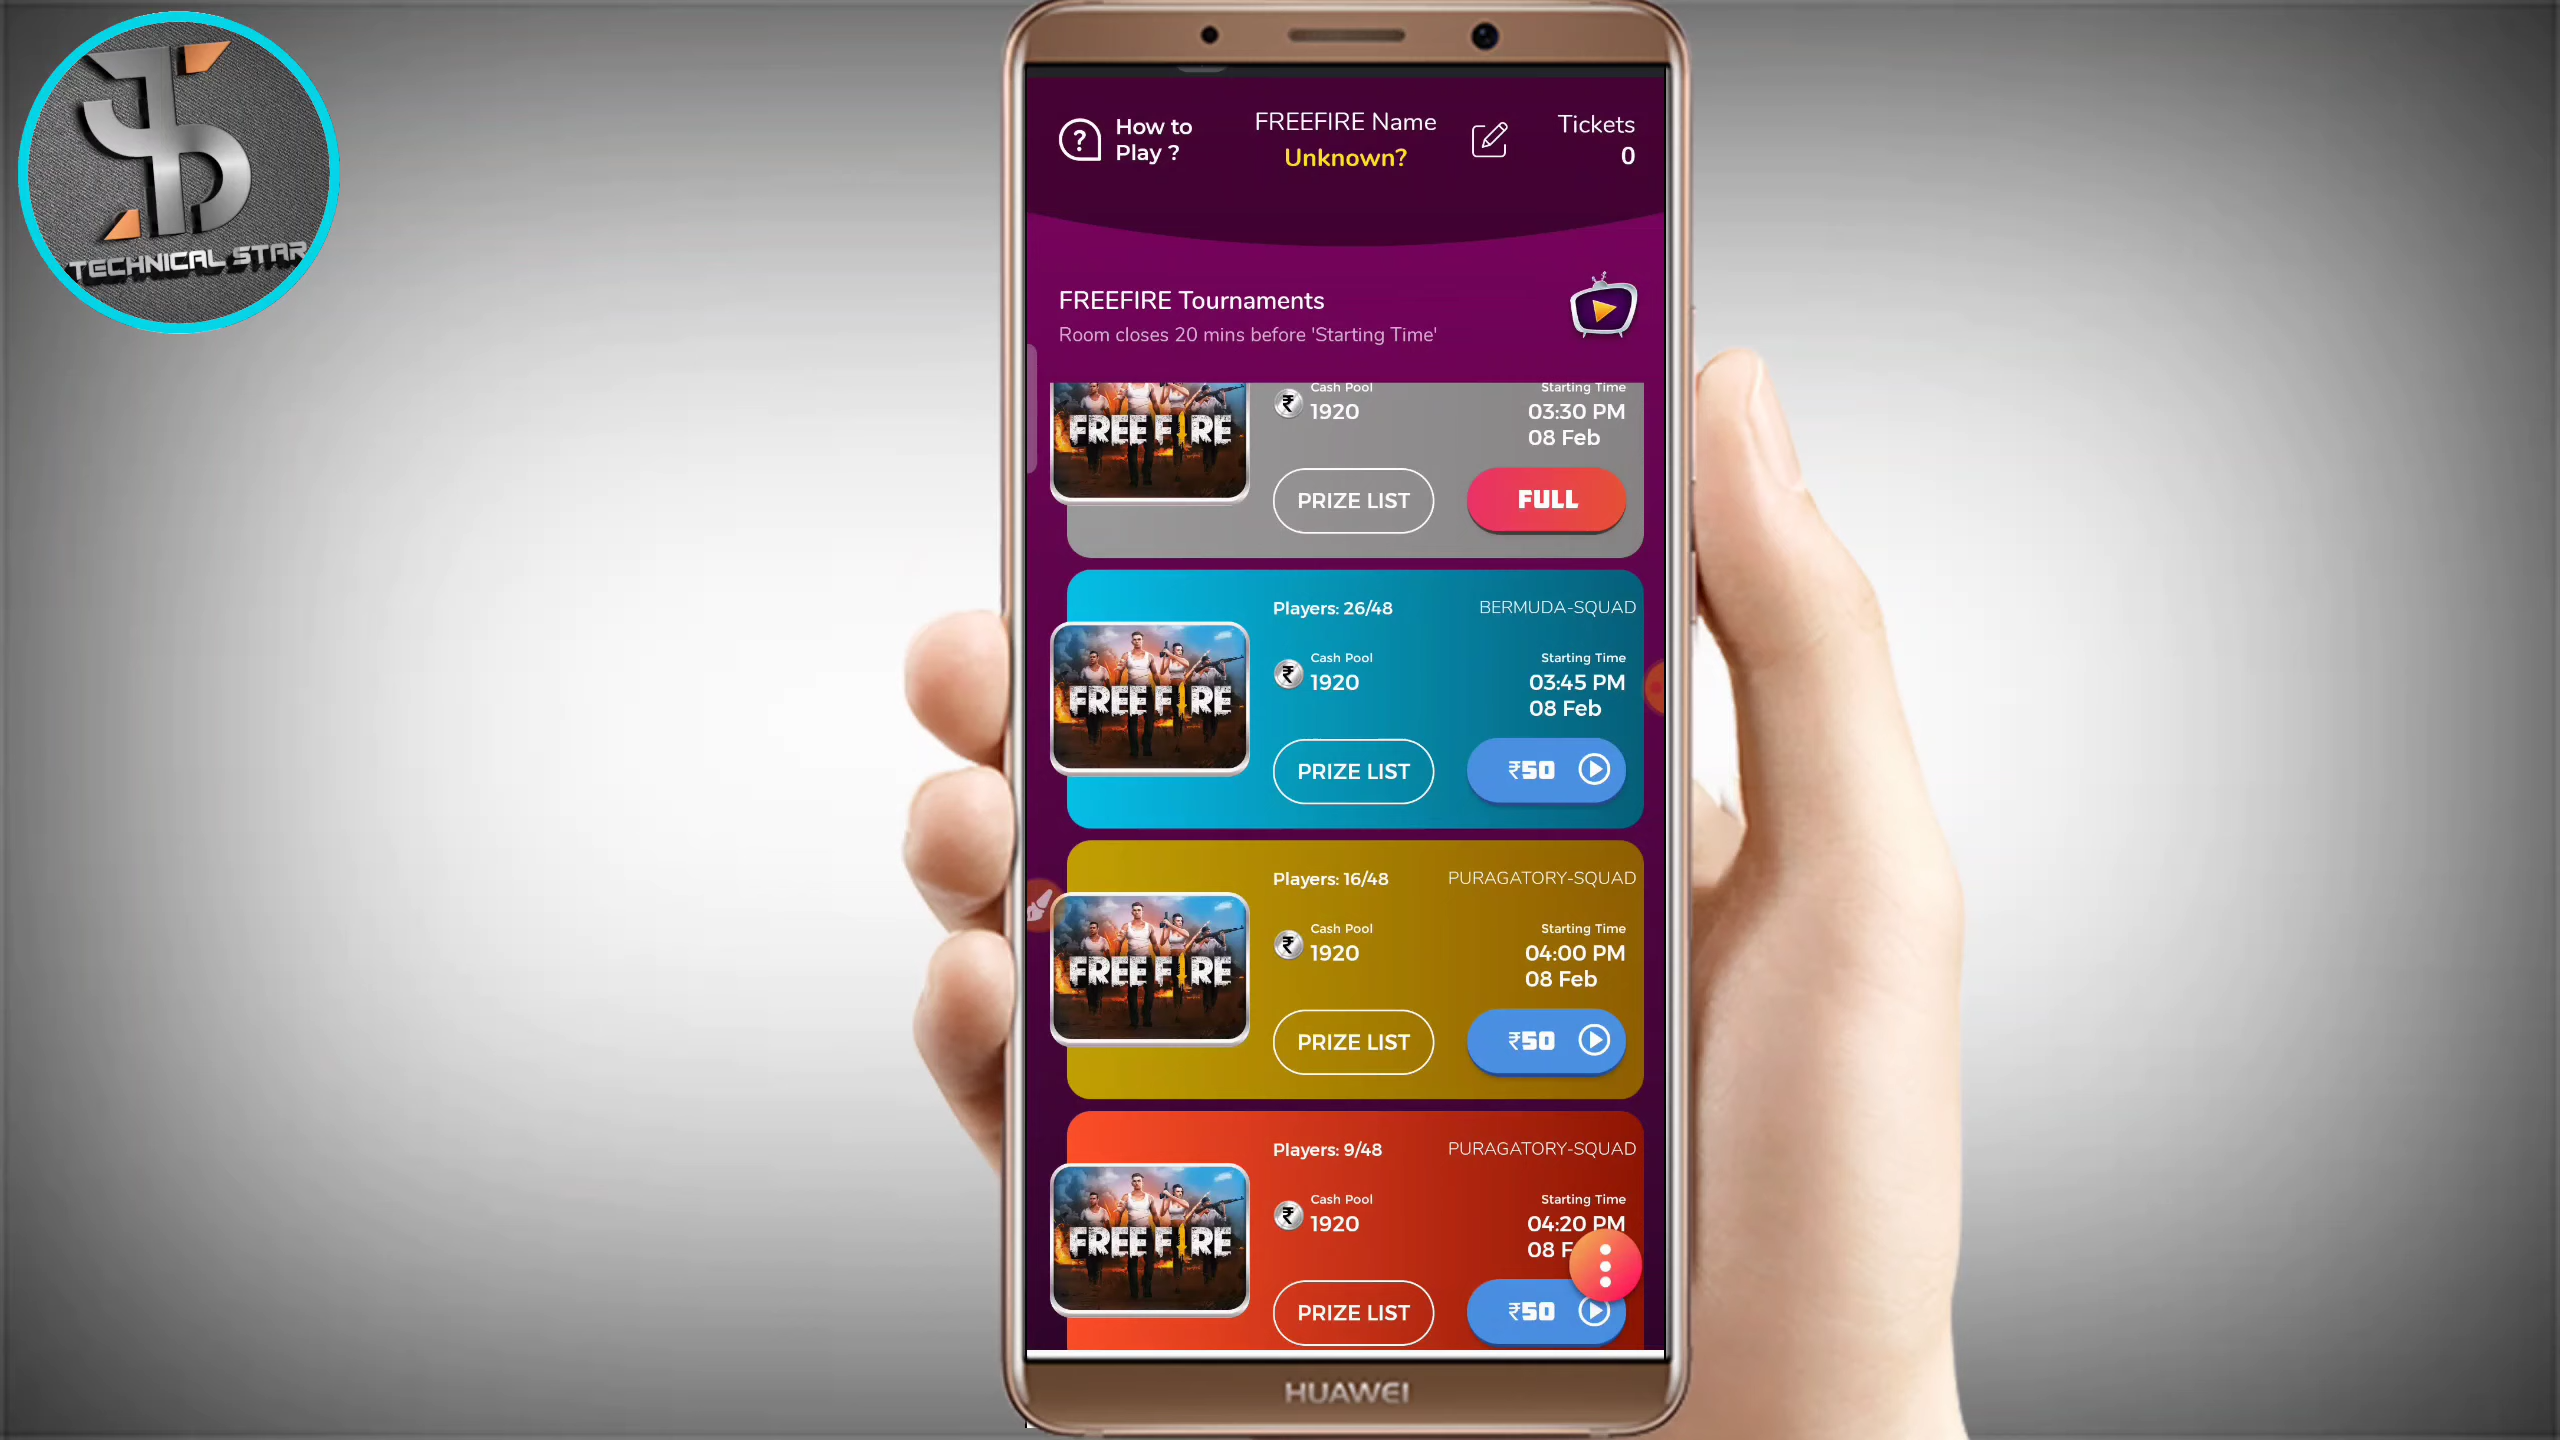 TECHNICAL STAR
How to
Play ?
FREEFIRE Name
Unknown?
Tickets
0
FREEFIRE Tournaments
Room closes 20 mins before 'Starting Time'
FREE FIRE
Cash Pool
₹ 1920
Starting Time
03:30 PM
08 Feb
PRIZE LIST
FULL
Players: 26/48
BERMUDA-SQUAD
FREE FIRE
Cash Pool
₹ 1920
Starting Time
03:45 PM
08 Feb
PRIZE LIST
₹50
Players: 16/48
PURAGATORY-SQUAD
FREE FIRE
Cash Pool
₹ 1920
Starting Time
04:00 PM
08 Feb
PRIZE LIST
₹50
Players: 9/48
PURAGATORY-SQUAD
FREE FIRE
Cash Pool
₹ 1920
Starting Time
04:20 PM
08
PRIZE LIST
₹50
HUAWEI